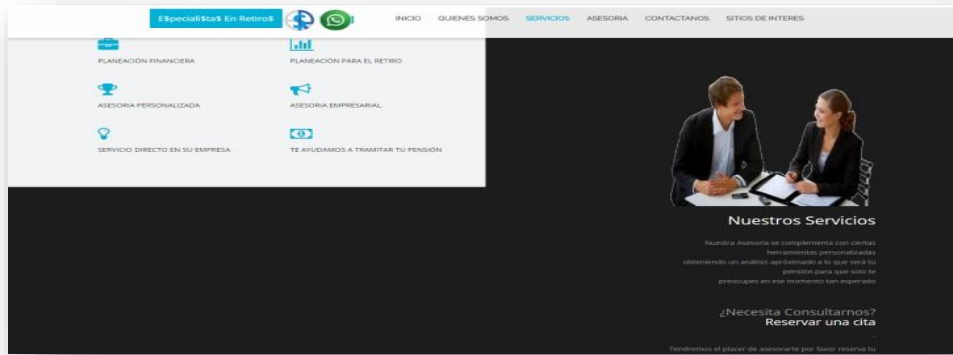 E$peciali$ta$ En Retiro$
INICIO QUIENES SOMOS SERVICIOS ASESORIA CONTACTANOS SITIOS DE INTERES
PLANEACIÓN FINANCIERA
PLANEACIÓN PARA EL RETIRO
ASESORIA PERSONALIZADA
ASESORIA EMPRESARIAL
SERVICIO DIRECTO EN SU EMPRESA
TE AYUDAMOS A TRAMITAR TU PENSIÓN
Nuestros Servicios
Nuestra Asesoria se complementa con ciertas
herramientas personalizadas
obteniendo un análisis apróximado a lo que será tu
pensión para que solo te
preocupes en ese momento tan esperado
¿Necesita Consultarnos?
Reservar una cita
Tendremos el placer de asesorarte por favor reserva tu